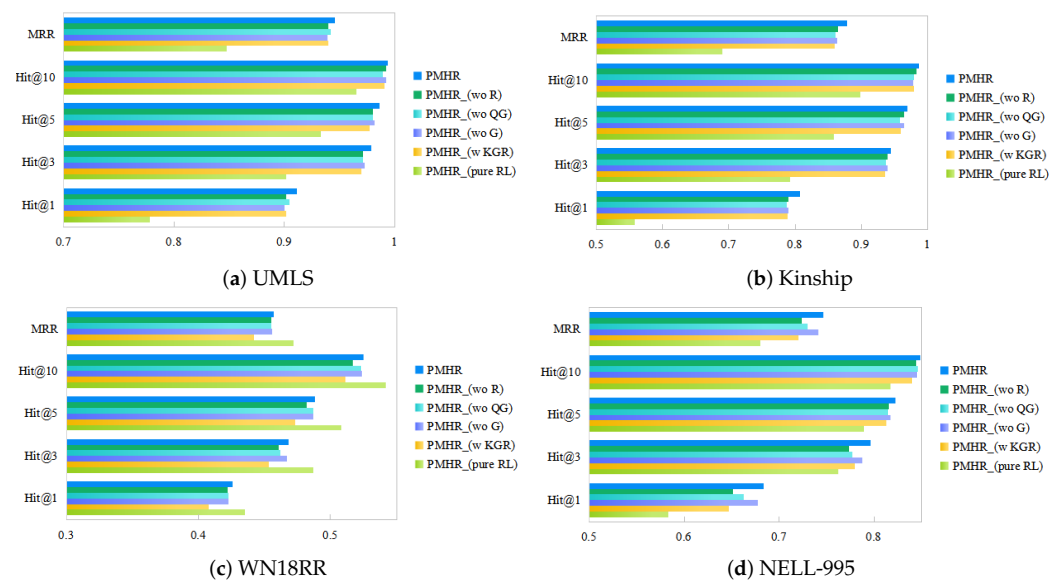 MRR
Hit@10
Hit@5
Hit@3
Hit@1
0.7
0.8
0.9
1
PMHR
PMHR_(wo R)
PMHR_(wo QG)
PMHR_(wo G)
PMHR_(w KGR)
PMHR_(pure RL)
(a) UMLS
MRR
Hit@10
Hit@5
Hit@3
Hit@1
0.5
0.6
0.7
0.8
0.9
1
PMHR
PMHR_(wo R)
PMHR_(wo QG)
PMHR_(wo G)
PMHR_(w KGR)
PMHR_(pure RL)
(b) Kinship
MRR
Hit@10
Hit@5
Hit@3
Hit@1
0.3
0.4
0.5
PMHR
PMHR_(wo R)
PMHR_(wo QG)
PMHR_(wo G)
PMHR_(w KGR)
PMHR_(pure RL)
(c) WN18RR
MRR
Hit@10
Hit@5
Hit@3
Hit@1
0.5
0.6
0.7
0.8
PMHR
PMHR_(wo R)
PMHR_(wo QG)
PMHR_(wo G)
PMHR_(w KGR)
PMHR_(pure RL)
(d) NELL-995